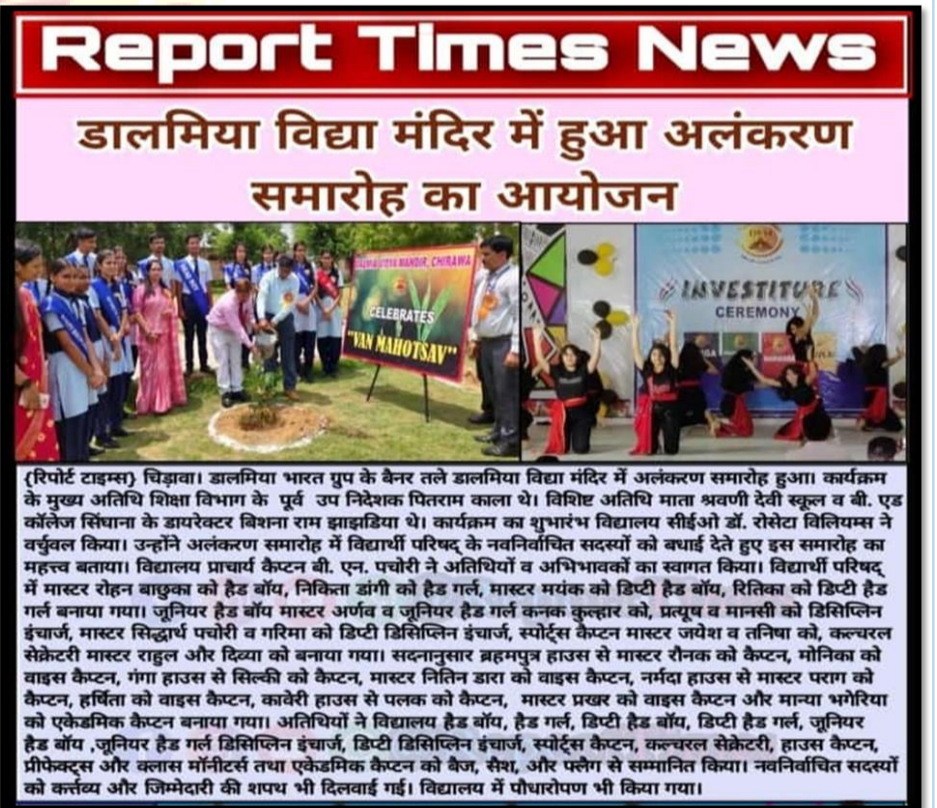 Report Times News
डालमिया विद्या मंदिर में हुआ अलंकरण
समारोह का आयोजन
DALMIA VIDYA MANDIR, CHIRAWA
CELEBRATES
"VAN MAHOTSAV"
INVESTITURE
CEREMONY
{रिपोर्ट टाइम्स} चिड़ावा। डालमिया भारत ग्रुप के बैनर तले डालमिया विद्या मंदिर में अलंकरण समारोह हुआ। कार्यक्रम
के मुख्य अतिथि शिक्षा विभाग के पूर्व उप निदेशक पितराम काला थे। विशिष्ट अतिथि माता श्रवणी देवी स्कूल व बी. एड
कॉलेज सिंघाना के डायरेक्टर बिशना राम झाझडिया थे। कार्यक्रम का शुभारंभ विद्यालय सीईओ डॉ. रोसेटा विलियम्स ने
वर्चुवल किया। उन्होंने अलंकरण समारोह में विद्यार्थी परिषद् के नवनिर्वाचित सदस्यों को बधाई देते हुए इस समारोह का
महत्त्व बताया। विद्यालय प्राचार्य कैप्टन बी. एन. पचोरी ने अतिथियों व अभिभावकों का स्वागत किया। विद्यार्थी परिषद्
में मास्टर रोहन बाछुका को हैड बॉय, निकिता डांगी को हैड गर्ल, मास्टर मयंक को डिप्टी हैड बॉय, रितिका को डिप्टी हैड
गर्ल बनाया गया। जूनियर हैड बॉय मास्टर अर्णव व जूनियर हैड गर्ल कनक कुल्हार को, प्रत्यूष व मानसी को डिसिप्लिन
इंचार्ज, मास्टर सिद्धार्थ पचोरी व गरिमा को डिप्टी डिसिप्लिन इंचार्ज, स्पोर्ट्स कैप्टन मास्टर जयेश व तनिषा को, कल्चरल
सेक्रेटरी मास्टर राहुल और दिव्या को बनाया गया। सदनानुसार ब्रहमपुत्र हाउस से मास्टर रौनक को कैप्टन, मोनिका को
वाइस कैप्टन, गंगा हाउस से सिल्की को कैप्टन, मास्टर नितिन डारा को वाइस कैप्टन, नर्मदा हाउस से मास्टर पराग को
कैप्टन, हर्षिता को वाइस कैप्टन, कावेरी हाउस से पलक को कैप्टन, मास्टर प्रखर को वाइस कैप्टन और मान्या भगेरिया
को एकेडमिक कैप्टन बनाया गया। अतिथियों ने विद्यालय हैड बॉय, हैड गर्ल, डिप्टी हैड बॉय, डिप्टी हैड गर्ल, जूनियर
हैड बॉय ,जूनियर हैड गर्ल डिसिप्लिन इंचार्ज, डिप्टी डिसिप्लिन इंचार्ज, स्पोर्ट्स कैप्टन, कल्चरल सेक्रेटरी, हाउस कैप्टन,
प्रीफेक्ट्स और क्लास मॉनीटर्स तथा एकेडमिक कैप्टन को बैज, सैश, और फ्लैग से सम्मानित किया। नवनिर्वाचित सदस्यों
को कर्त्तव्य और जिम्मेदारी की शपथ भी दिलवाई गई। विद्यालय में पौधारोपण भी किया गया।